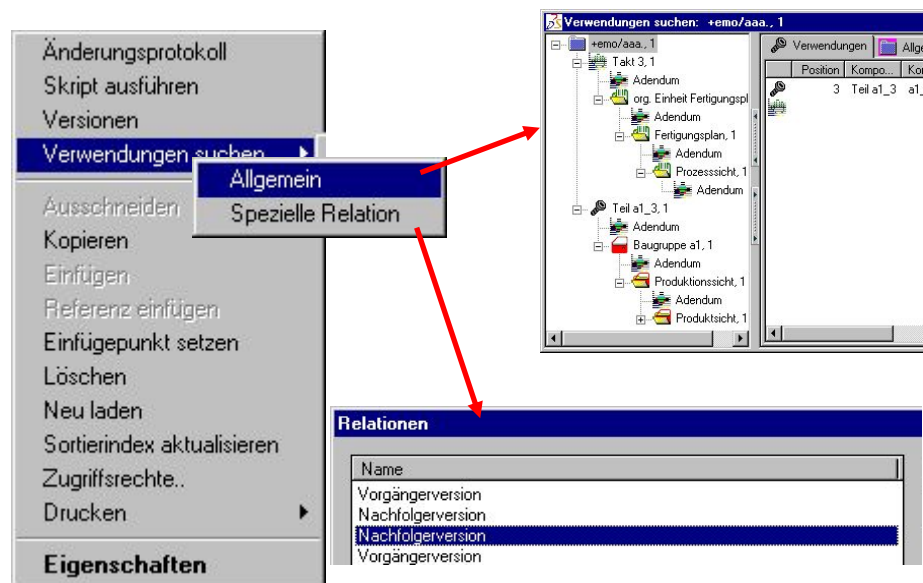 Änderungsprotokoll
Skript ausführen
Versionen
Verwendungen suchen
Allgemein
Spezielle Relation
Ausschneiden
Kopieren
Einfügen
Referenz einfügen
Einfügepunkt setzen
Löschen
Neu laden
Sortierindex aktualisieren
Zugriffsrechte..
Drucken
Eigenschaften
Verwendungen suchen: +emo/aaa., 1
+emo/aaa., 1
Takt 3, 1
Adendum
org. Einheit Fertigungspl
Adendum
Fertigungsplan, 1
Adendum
Prozesssicht, 1
Adendum
Teil a1_3, 1
Adendum
Baugruppe a1, 1
Adendum
Produktionssicht, 1
Adendum
Produktsicht, 1
Verwendungen Allge
Position Kompo... Ko
3 Teil a1_3 a1_
Relationen
Name
Vorgängerversion
Nachfolgerversion
Nachfolgerversion
Vorgängerversion